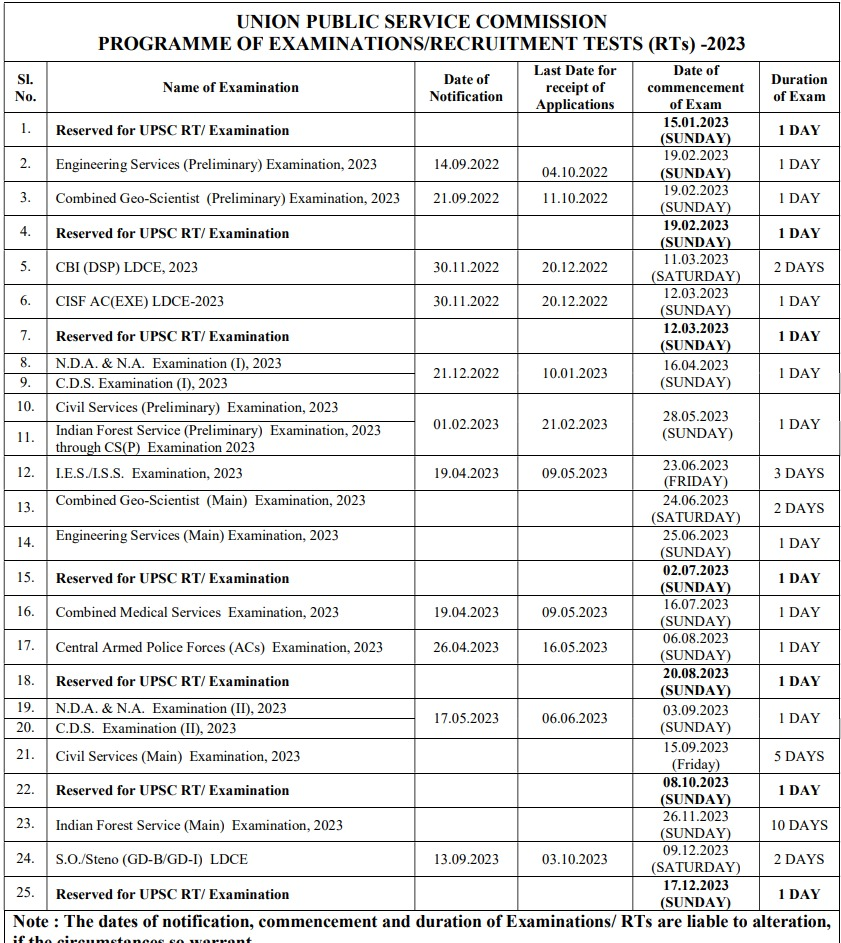 UNION PUBLIC SERVICE COMMISSION
PROGRAMME OF EXAMINATIONS/RECRUITMENT TESTS (RTs) -2023
Sl. No. Name of Examination Date of Notification Last Date for receipt of Applications Date of commencement of Exam Duration of Exam
1. Reserved for UPSC RT/ Examination 15.01.2023 (SUNDAY) 1 DAY
2. Engineering Services (Preliminary) Examination, 2023 14.09.2022 04.10.2022 19.02.2023 (SUNDAY) 1 DAY
3. Combined Geo-Scientist (Preliminary) Examination, 2023 21.09.2022 11.10.2022 19.02.2023 (SUNDAY) 1 DAY
4. Reserved for UPSC RT/ Examination 19.02.2023 (SUNDAY) 1 DAY
5. CBI (DSP) LDCE, 2023 30.11.2022 20.12.2022 11.03.2023 (SATURDAY) 2 DAYS
6. CISF AC(EXE) LDCE-2023 30.11.2022 20.12.2022 12.03.2023 (SUNDAY) 1 DAY
7. Reserved for UPSC RT/ Examination 12.03.2023 (SUNDAY) 1 DAY
8. N.D.A. & N.A. Examination (I), 2023 21.12.2022 10.01.2023 16.04.2023 (SUNDAY) 1 DAY
9. C.D.S. Examination (I), 2023
10. Civil Services (Preliminary) Examination, 2023 01.02.2023 21.02.2023 28.05.2023 (SUNDAY) 1 DAY
11. Indian Forest Service (Preliminary) Examination, 2023 through CS(P) Examination 2023
12. I.E.S./I.S.S. Examination, 2023 19.04.2023 09.05.2023 23.06.2023 (FRIDAY) 3 DAYS
13. Combined Geo-Scientist (Main) Examination, 2023 24.06.2023 (SATURDAY) 2 DAYS
14. Engineering Services (Main) Examination, 2023 25.06.2023 (SUNDAY) 1 DAY
15. Reserved for UPSC RT/ Examination 02.07.2023 (SUNDAY) 1 DAY
16. Combined Medical Services Examination, 2023 19.04.2023 09.05.2023 16.07.2023 (SUNDAY) 1 DAY
17. Central Armed Police Forces (ACs) Examination, 2023 26.04.2023 16.05.2023 06.08.2023 (SUNDAY) 1 DAY
18. Reserved for UPSC RT/ Examination 20.08.2023 (SUNDAY) 1 DAY
19. N.D.A. & N.A. Examination (II), 2023 17.05.2023 06.06.2023 03.09.2023 (SUNDAY) 1 DAY
20. C.D.S. Examination (II), 2023
21. Civil Services (Main) Examination, 2023 15.09.2023 (Friday) 5 DAYS
22. Reserved for UPSC RT/ Examination 08.10.2023 (SUNDAY) 1 DAY
23. Indian Forest Service (Main) Examination, 2023 26.11.2023 (SUNDAY) 10 DAYS
24. S.O./Steno (GD-B/GD-I) LDCE 13.09.2023 03.10.2023 09.12.2023 (SATURDAY) 2 DAYS
25. Reserved for UPSC RT/ Examination 17.12.2023 (SUNDAY) 1 DAY
Note : The dates of notification, commencement and duration of Examinations/ RTs are liable to alteration,
if the circumstances so warrant